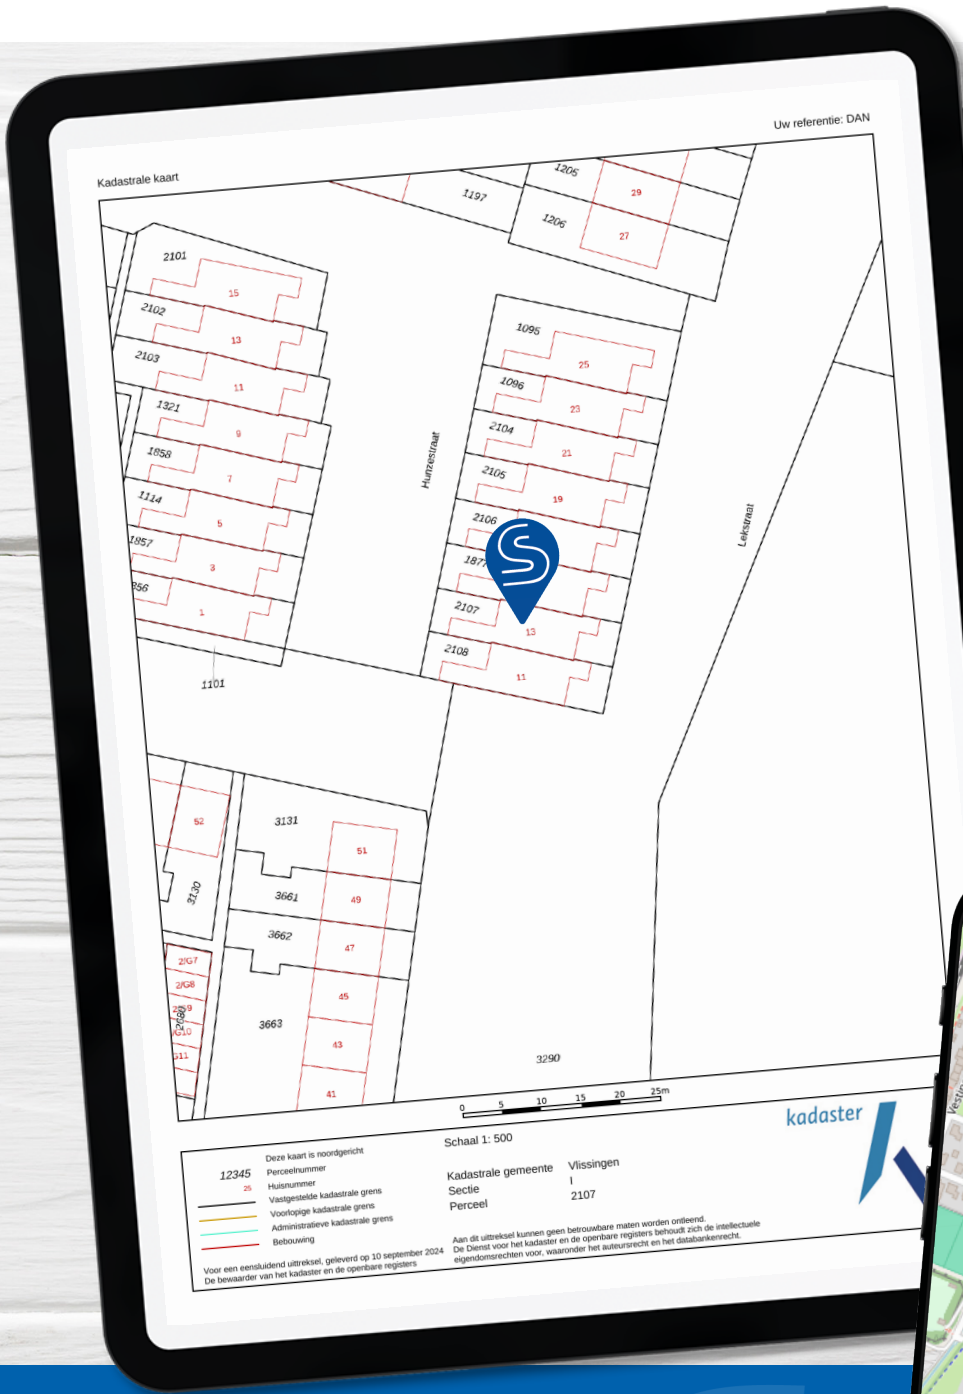 Uw referentie: DAN
Kadastrale kaart
1205
29
1197
1206
27
2101
15
2102
13
2103
11
1321
9
1858
7
1114
5
1857
3
1
1101
1095
25
1096
23
2104
21
2105
19
2106
2107
13
2108
11
Hunzestraat
Lekstraat
52
3131
51
3130
3661
49
3662
47
2/G7
2/G8
45
3663
43
41
3290
0 5 10 15 20 25m
Schaal 1: 500
kadaster
Deze kaart is noordgericht
12345 Perceelnummer
25 Huisnummer
Vastgestelde kadastrale grens
Voorlopige kadastrale grens
Administratieve kadastrale grens
Bebouwing
Kadastrale gemeente Vlissingen
Sectie I
Perceel 2107
Voor een eensluidend uittreksel, geleverd op 10 september 2024
De bewaarder van het kadaster en de openbare registers
Aan dit uittreksel kunnen geen betrouwbare maten worden ontleend.
De Dienst voor het kadaster en de openbare registers behoudt zich de intellectuele
eigendomsrechten voor, waaronder het auteursrecht en het databankenrecht.